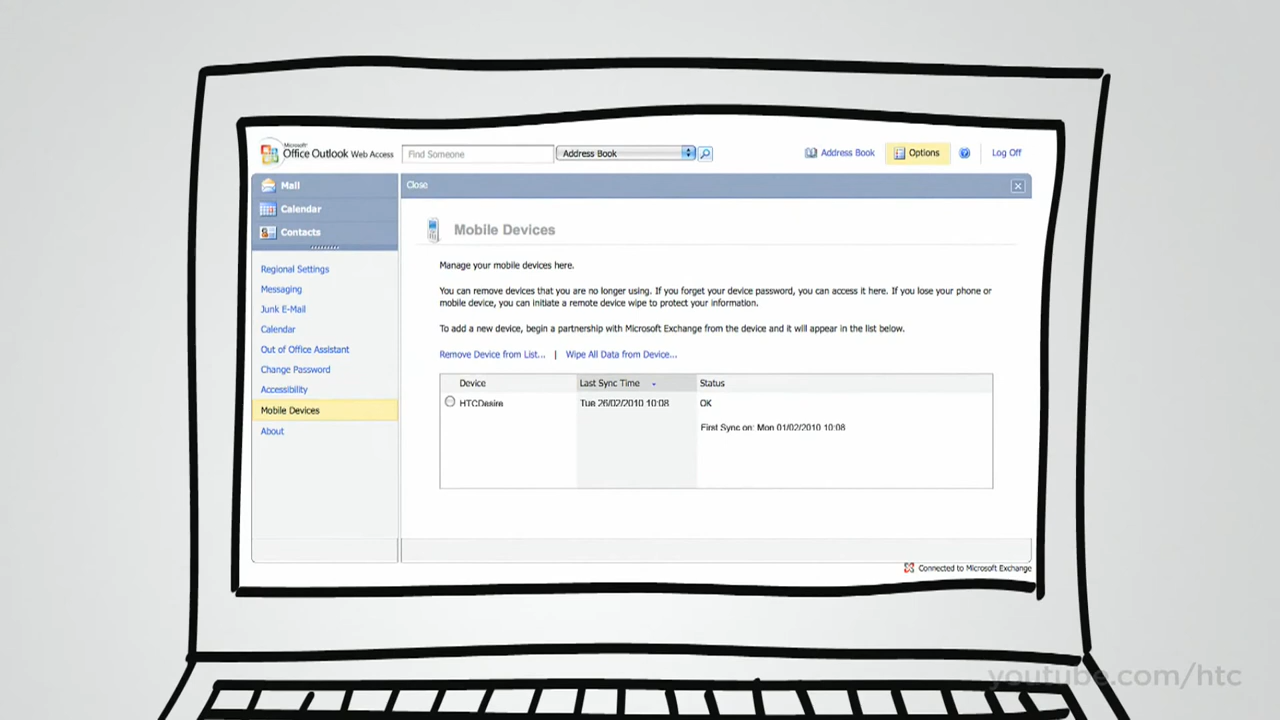 Microsoft®
Office Outlook Web Access
Find Someone
Address Book
Address Book
Options
Log Off
Mail
Calendar
Contacts
Close
Mobile Devices
Manage your mobile devices here.
You can remove devices that you are no longer using. If you forget your device password, you can access it here. If you lose your phone or
mobile device, you can initiate a remote device wipe to protect your information.
To add a new device, begin a partnership with Microsoft Exchange from the device and it will appear in the list below.
Remove Device from List... | Wipe All Data from Device...
Device
Last Sync Time
Status
HTCDesire
Tue 26/02/2010 10:08
OK
First Sync on: Mon 01/02/2010 10:08
Regional Settings
Messaging
Junk E-Mail
Calendar
Out of Office Assistant
Change Password
Accessibility
Mobile Devices
About
Connected to Microsoft Exchange
youtube.com/htc